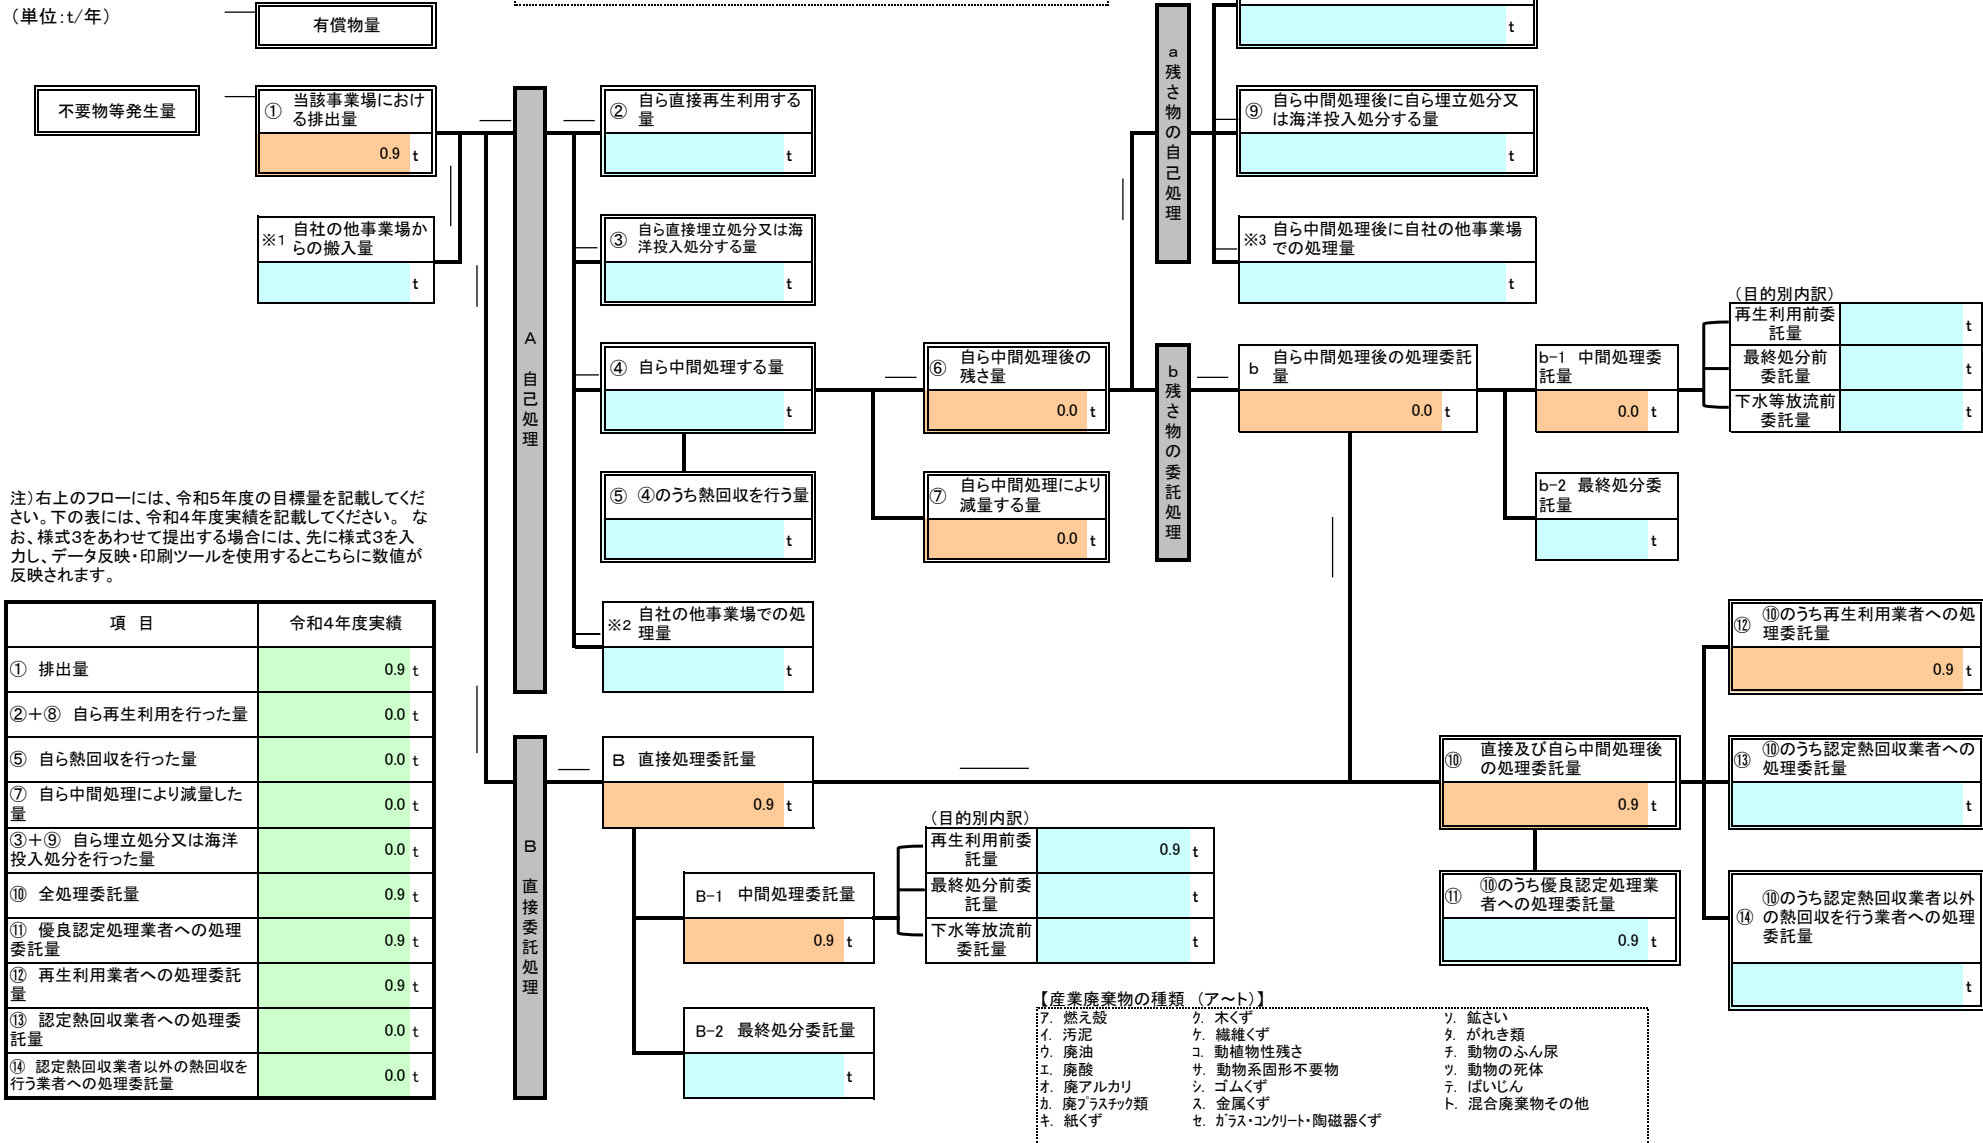 （単位：t/年）
有償物量
t
不要物等発生量
① 当該事業場におけ
る排出量
0.9 t
※1 自社の他事業場か
らの搬入量
t
A 自己処理
② 自ら直接再生利用する
量
t
③ 自ら直接埋立処分又は海
洋投入処分する量
t
④ 自ら中間処理する量
t
⑤ ④のうち熱回収を行う量
t
※2 自社の他事業場での処
理量
t
⑥ 自ら中間処理後の
残さ量
0.0 t
⑦ 自ら中間処理により
減量する量
0.0 t
a 残さ物の自己処理
⑨ 自ら中間処理後に自ら埋立処分又
は海洋投入処分する量
t
※3 自ら中間処理後に自社の他事業場
での処理量
t
b 残さ物の委託処理
b 自ら中間処理後の処理委託
量
0.0 t
b-1 中間処理委
託量
0.0 t
b-2 最終処分委
託量
t
（目的別内訳）
再生利用前委
託量
t
最終処分前
委託量
t
下水等放流前
委託量
t
注）右上のフローには、令和5年度の目標量を記載してくだ
さい。下の表には、令和4年度実績を記載してください。 な
お、様式3をあわせて提出する場合には、先に様式3を入
力し、データ反映・印刷ツールを使用するとこちらに数値が
反映されます。
項 目 令和4年度実績
① 排出量 0.9 t
②＋⑧ 自ら再生利用を行った量 0.0 t
⑤ 自ら熱回収を行った量 0.0 t
⑦ 自ら中間処理により減量した
量 0.0 t
③＋⑨ 自ら埋立処分又は海洋
投入処分を行った量 0.0 t
⑩ 全処理委託量 0.9 t
⑪ 優良認定処理業者への処理
委託量 0.9 t
⑫ 再生利用業者への処理委託
量 0.9 t
⑬ 認定熱回収業者への処理委
託量 0.0 t
⑭ 認定熱回収業者以外の熱回収を
行う業者への処理委託量 0.0 t
B 直接委託処理
B 直接処理委託量
0.9 t
B-1 中間処理委託量
0.9 t
B-2 最終処分委託量
t
（目的別内訳）
再生利用前委
託量
0.9 t
最終処分前委
託量
t
下水等放流前
委託量
t
⑩ 直接及び自ら中間処理後
の処理委託量
0.9 t
⑪ ⑩のうち優良認定処理業
者への処理委託量
0.9 t
⑫ ⑩のうち再生利用業者への処
理委託量
0.9 t
⑬ ⑩のうち認定熱回収業者への
処理委託量
t
⑭ ⑩のうち認定熱回収業者以外
の熱回収を行う業者への処理
委託量
t
【産業廃棄物の種類 （ア～ト）】
ア. 燃え殻 ク. 木くず ソ. 鉱さい
イ. 汚泥 ケ. 繊維くず タ. がれき類
ウ. 廃油 コ. 動植物性残さ チ. 動物のふん尿
エ. 廃酸 サ. 動物系固形不要物 ツ. 動物の死体
オ. 廃アルカリ シ. ゴムくず テ. ばいじん
カ. 廃プラスチック類 ス. 金属くず ト. 混合廃棄物その他
キ. 紙くず セ. ガラス・コンクリート・陶磁器くず